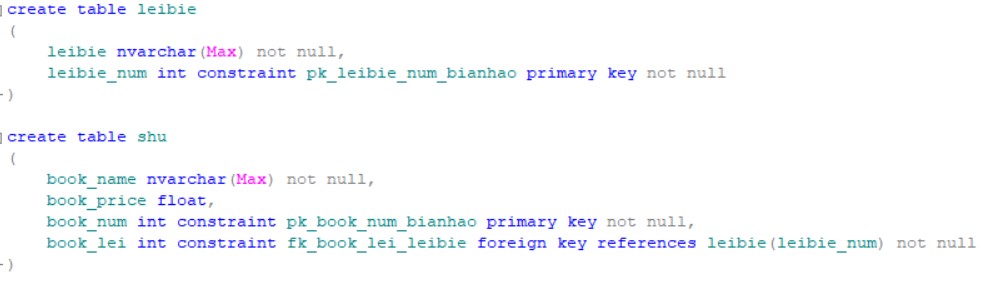 create table leibie
(
leibie nvarchar(Max) not null,
leibie_num int constraint pk_leibie_num_bianhao primary key not null
)
create table shu
(
book_name nvarchar(Max) not null,
book_price float,
book_num int constraint pk_book_num_bianhao primary key not null,
book_lei int constraint fk_book_lei_leibie foreign key references leibie(leibie_num) not null
)